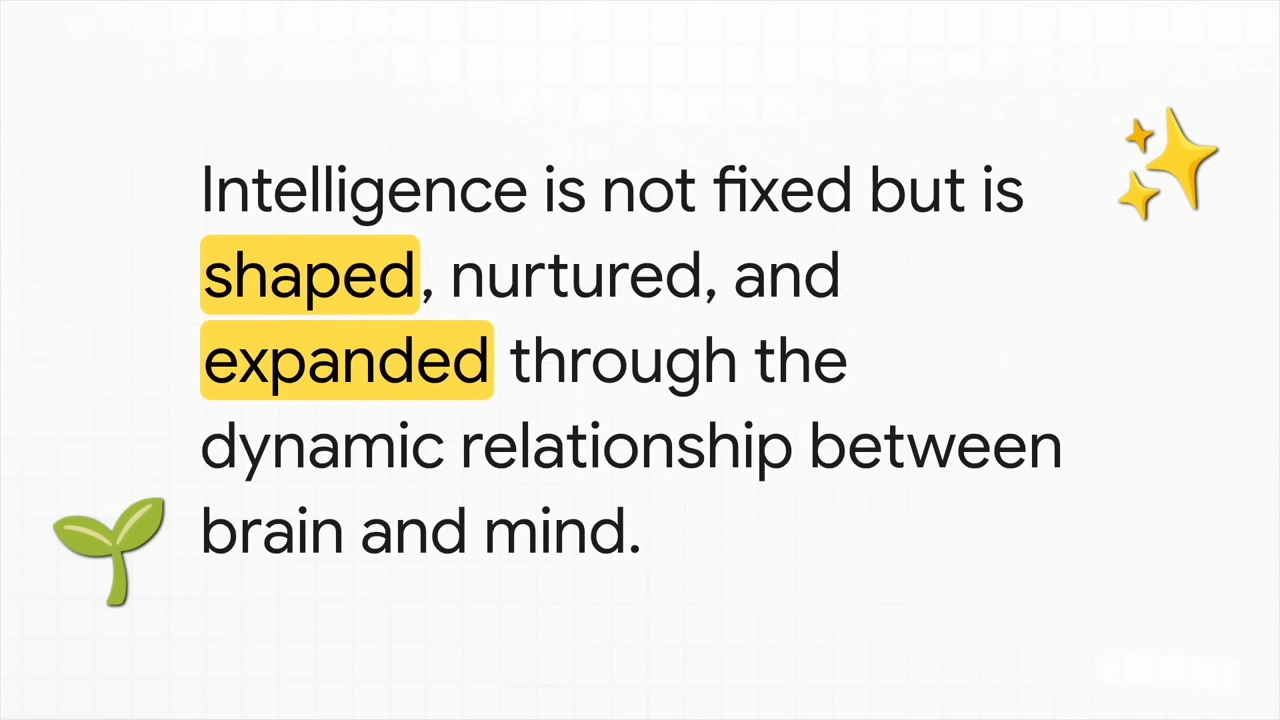 Intelligence is not fixed but is
shaped, nurtured, and
expanded through the
dynamic relationship between
brain and mind.